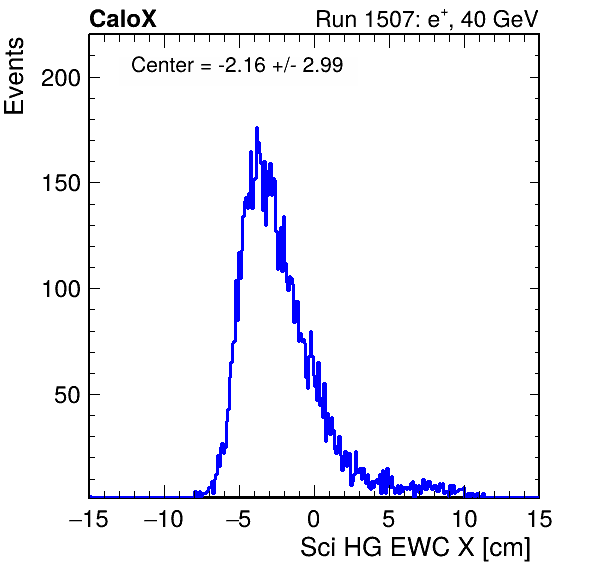 CaloX Run 1507: e⁺, 40 GeV
Center = -2.16 +/- 2.99
Events
200
150
100
50
−15 −10 −5 0 5 10 15
Sci HG EWC X [cm]